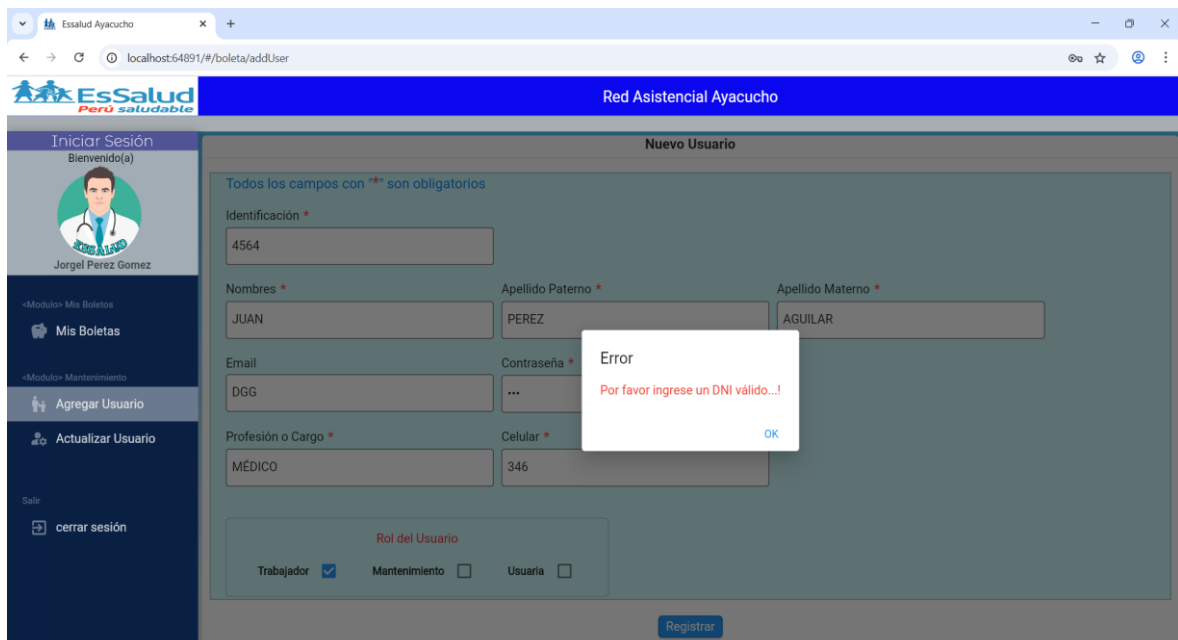 Essalud Ayacucho
localhost:64891/#/boleta/addUser
EsSalud
Perú saludable
Red Asistencial Ayacucho
Iniciar Sesión
Bienvenido(a)
ESSALUD
Jorgel Perez Gomez
<Modulo> Mis Boletos
Mis Boletas
<Modulo> Mantenimiento
Agregar Usuario
Actualizar Usuario
Salir
cerrar sesión
Nuevo Usuario
Todos los campos con "*" son obligatorios
Identificación *
4564
Nombres * Apellido Paterno * Apellido Materno *
JUAN PEREZ AGUILAR
Email Contraseña *
DGG •••
Profesión o Cargo * Celular *
MÉDICO 346
Rol del Usuario
Trabajador Mantenimiento Usuaria
Registrar
Error
Por favor ingrese un DNI válido...!
OK